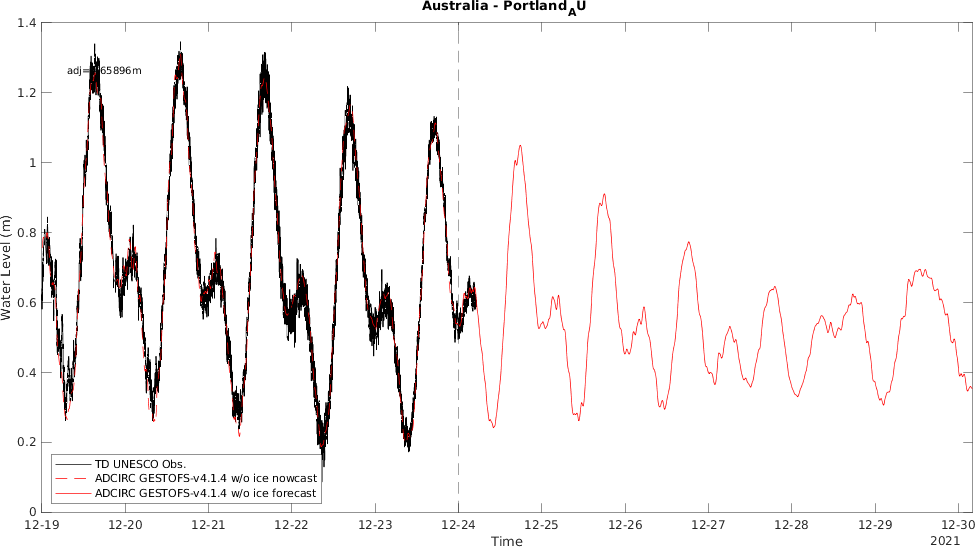 Australia - Portland_AU
1.4
1.2
1
0.8
0.6
0.4
0.2
0
Water Level (m)
TD UNESCO Obs.
ADCIRC GESTOFS-v4.1.4 w/o ice nowcast
ADCIRC GESTOFS-v4.1.4 w/o ice forecast
12-19 12-20 12-21 12-22 12-23 12-24 12-25 12-26 12-27 12-28 12-29 12-30
Time
2021